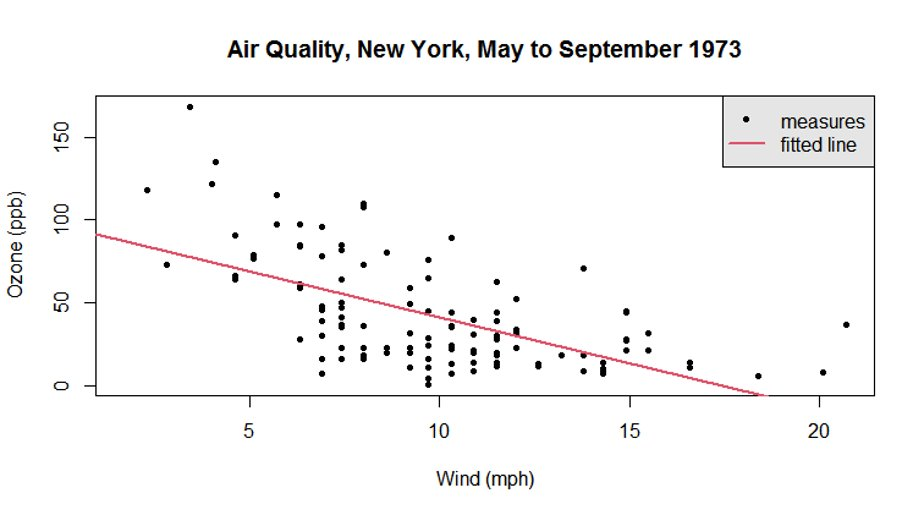 Air Quality, New York, May to September 1973
measures
fitted line
Ozone (ppb)
150
100
50
0
5 10 15 20
Wind (mph)